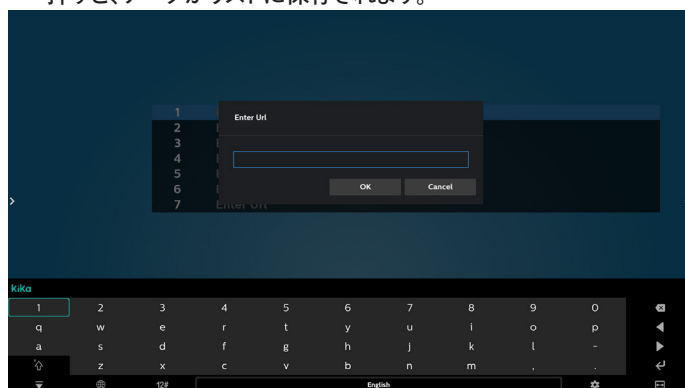 押すと、データがリストに保存されます。
1
2
3
4
5
6
7 Enter Url
Enter Url
OK Cancel
kika
1 2 3 4 5 6 7 8 9 0
q w e r t y u i o p
a s d f g h j k l -
z x c v b n m , .
12# English